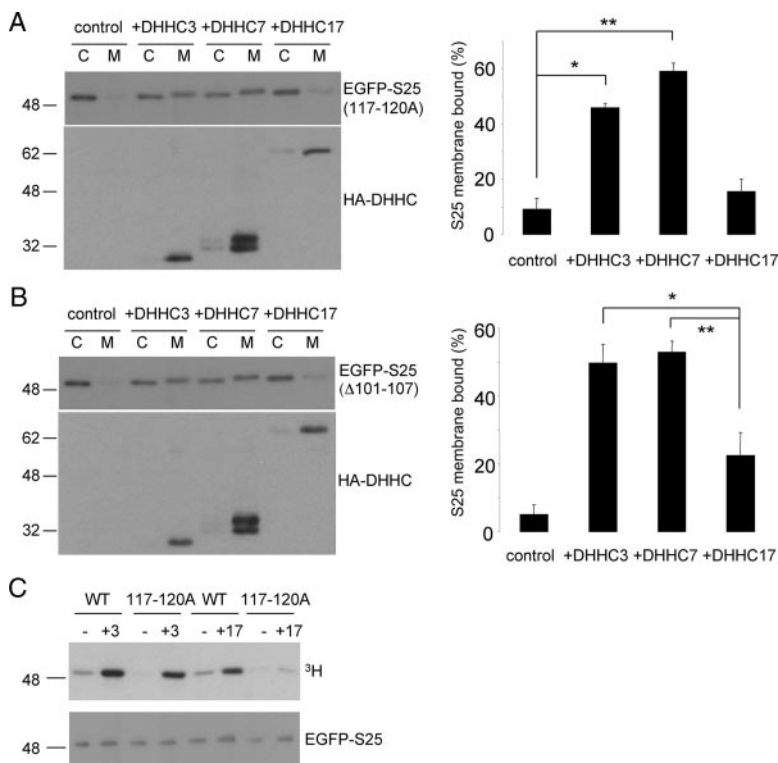 A
control +DHHC3 +DHHC7 +DHHC17
C M C M C M C M
48
EGFP-S25
(117-120A)
62
48
32
HA-DHHC
S25 membrane bound (%)
60
40
20
0
**
*
control +DHHC3 +DHHC7 +DHHC17
B
control +DHHC3 +DHHC7 +DHHC17
C M C M C M C M
48
EGFP-S25
(Δ101-107)
62
48
32
HA-DHHC
S25 membrane bound (%)
60
40
20
0
*
**
control +DHHC3 +DHHC7 +DHHC17
C
WT 117-120A WT 117-120A
- +3 - +3 - +17 - +17
48
³H
48
EGFP-S25